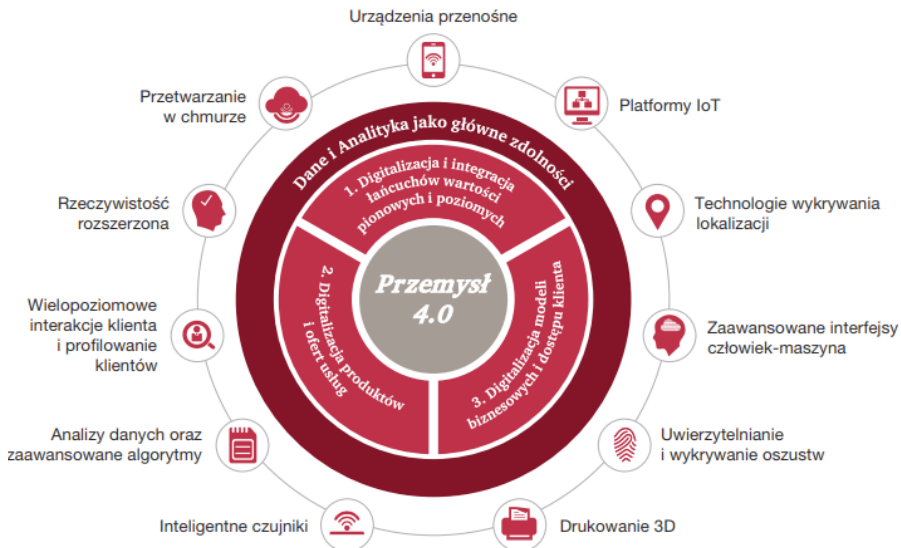 Urządzenia przenośne
Przetwarzanie
w chmurze
Platformy IoT
Rzeczywistość
rozszerzona
Technologie wykrywania
lokalizacji
Wielopoziomowe
interakcje klienta
i profilowanie
klientów
Zaawansowane interfejsy
człowiek-maszyna
Analizy danych oraz
zaawansowane algorytmy
Uwierzytelnianie
i wykrywanie oszustw
Inteligentne czujniki
Drukowanie 3D
Dane i Analityka jako główne zdolności
1. Digitalizacja i integracja
łańcuchów wartości
pionowych i poziomych
2. Digitalizacja produktów
i ofert usług
3. Digitalizacja modeli
biznesowych i dostępu klienta
Przemysł
4.0